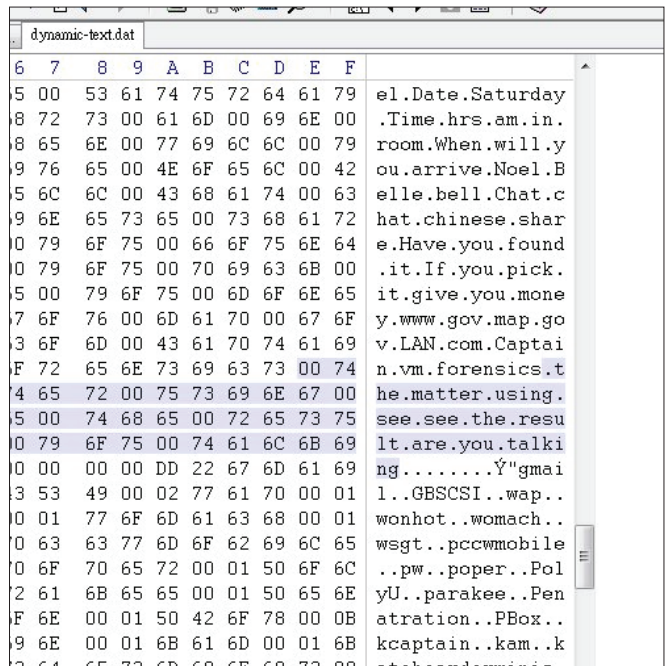 dynamic-text.dat
6 7 8 9 A B C D E F
5 00 53 61 74 75 72 64 61 79 el.Date.Saturday
8 72 73 00 61 6D 00 69 6E 00 .Time.hrs.am.in.
8 65 6E 00 77 69 6C 6C 00 79 room.When.will.y
9 76 65 00 4E 6F 65 6C 00 42 ou.arrive.Noel.B
5 6C 6C 00 43 68 61 74 00 63 elle.bell.Chat.c
9 6E 65 73 65 00 73 68 61 72 hat.chinese.shar
00 79 6F 75 00 66 6F 75 6E 64 e.Have.you.found
00 79 6F 75 00 70 69 63 6B 00 .it.If.you.pick.
5 00 79 6F 75 00 6D 6F 6E 65 it.give.you.mone
7 6F 76 00 6D 61 70 00 67 6F y.www.gov.map.go
3 6F 6D 00 43 61 70 74 61 69 v.LAN.com.Captai
F 72 65 6E 73 69 63 73 00 74 n.vm.forensics.t
4 65 72 00 75 73 69 6E 67 00 he.matter.using.
5 00 74 68 65 00 72 65 73 75 see.see.the.resu
00 79 6F 75 00 74 61 6C 6B 69 lt.are.you.talki
00 00 00 00 DD 22 67 6D 61 69 ng........Ý"gmai
3 53 49 00 02 77 61 70 00 01 l..GBSCSI..wap..
00 01 77 6F 6D 61 63 68 00 01 wonhot..womach..
0 63 63 77 6D 6F 62 69 6C 65 wsgt..pccwmobile
0 6F 70 65 72 00 01 50 6F 6C ..pw..poper..Pol
2 61 6B 65 65 00 01 50 65 6E yU..parakee..Pen
F 6E 00 01 50 42 6F 78 00 0B atration..PBox..
9 6E 00 01 6B 61 6D 00 01 6B kcaptain..kam..k